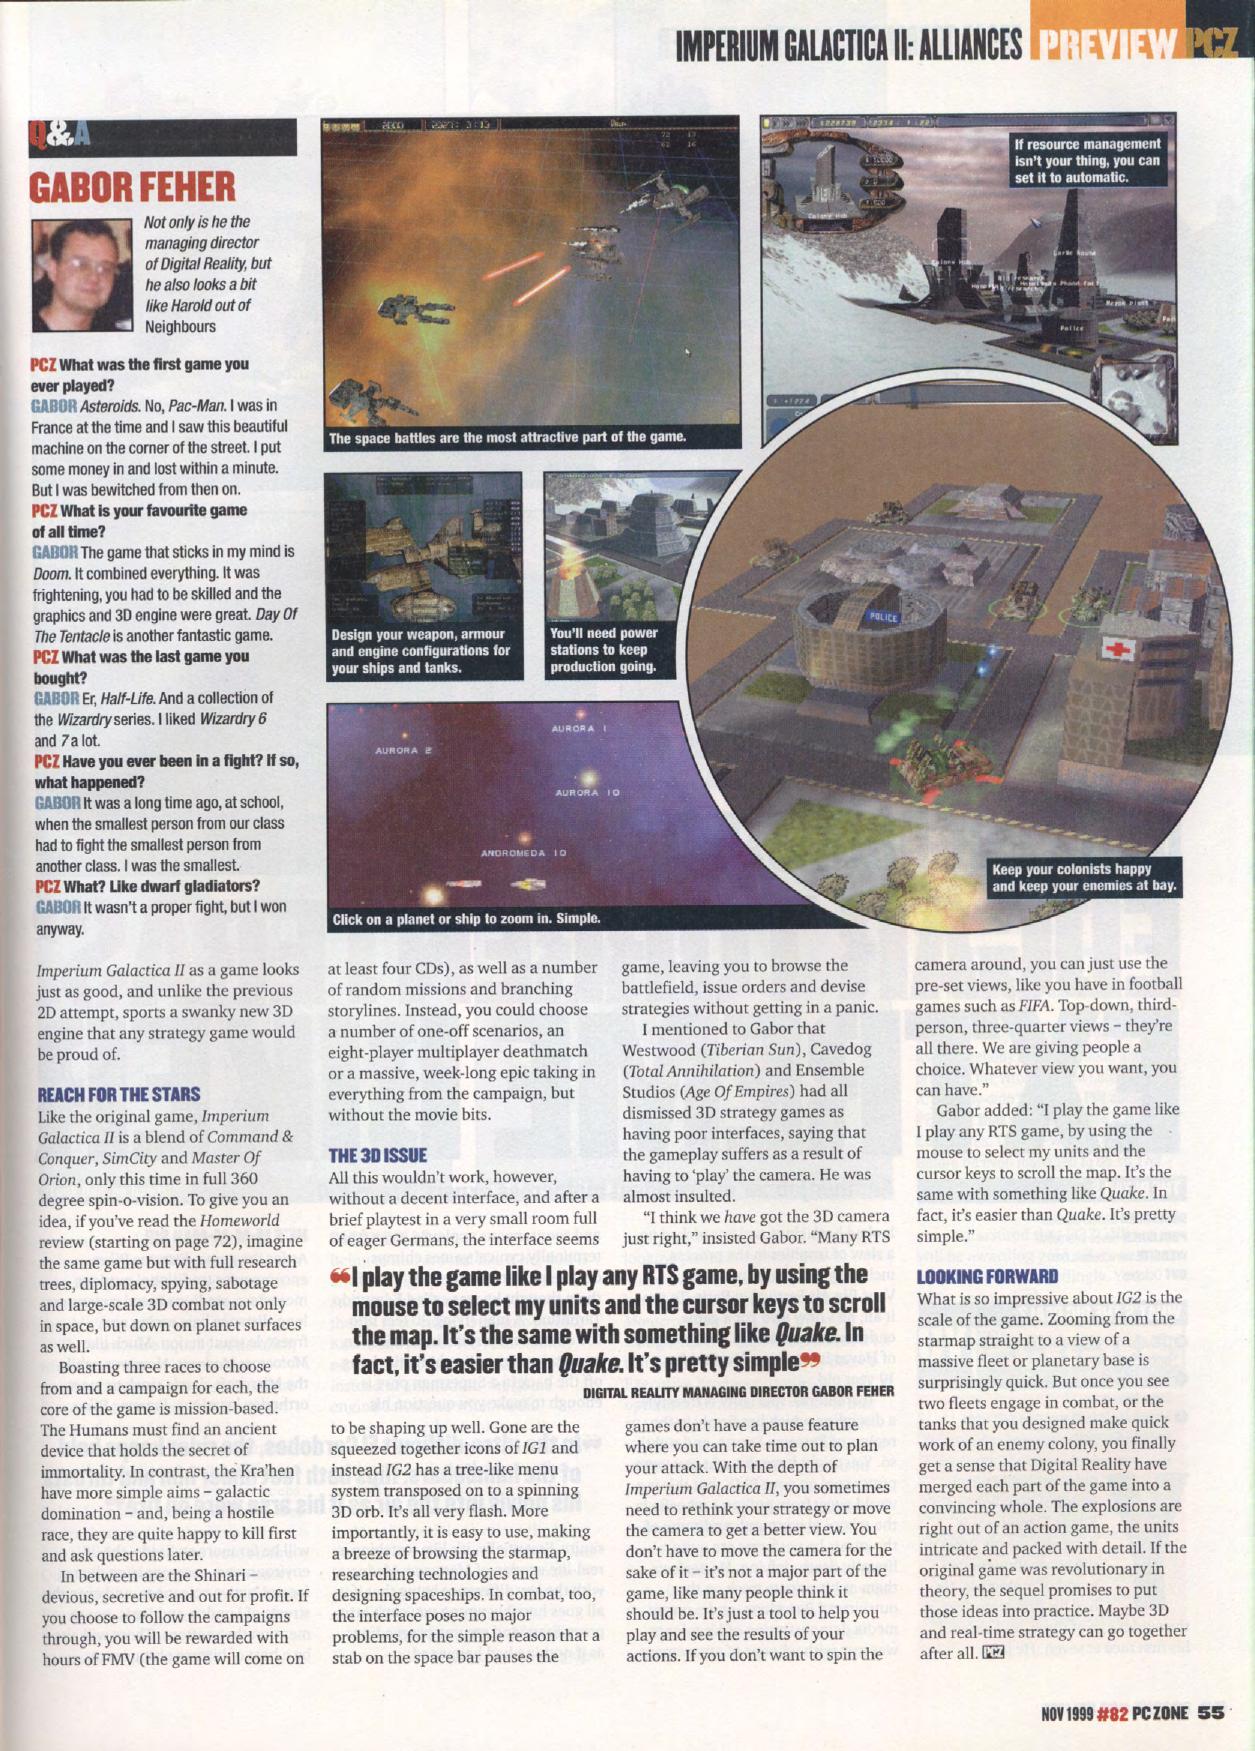 IMPERIUM GALACTICA II: ALLIANCES PREVIEW PCZ
Q&A
GABOR FEHER
Not only is he the
managing director
of Digital Reality, but
he also looks a bit
like Harold out of
Neighbours
PCZ What was the first game you
ever played?
GABOR Asteroids. No, Pac-Man. I was in
France at the time and I saw this beautiful
machine on the corner of the street. I put
some money in and lost within a minute.
But I was bewitched from then on.
PCZ What is your favourite game
of all time?
GABOR The game that sticks in my mind is
Doom. It combined everything. It was
frightening, you had to be skilled and the
graphics and 3D engine were great. Day Of
The Tentacle is another fantastic game.
PCZ What was the last game you
bought?
GABOR Er, Half-Life. And a collection of
the Wizardry series. I liked Wizardry 6
and 7 a lot.
PCZ Have you ever been in a fight? If so,
what happened?
GABOR It was a long time ago, at school,
when the smallest person from our class
had to fight the smallest person from
another class. I was the smallest.
PCZ What? Like dwarf gladiators?
GABOR It wasn't a proper fight, but I won
anyway.
The space battles are the most attractive part of the game.
If resource management
isn't your thing, you can
set it to automatic.
Colony Hub
Colony Hub
Police
Design your weapon, armour
and engine configurations for
your ships and tanks.
You'll need power
stations to keep
production going.
POLICE
Keep your colonists happy
and keep your enemies at bay.
AURORA 1
AURORA 2
AURORA 10
ANDROMEDA 10
Click on a planet or ship to zoom in. Simple.
Imperium Galactica II as a game looks
just as good, and unlike the previous
2D attempt, sports a swanky new 3D
engine that any strategy game would
be proud of.
REACH FOR THE STARS
Like the original game, Imperium
Galactica II is a blend of Command &
Conquer, SimCity and Master Of
Orion, only this time in full 360
degree spin-o-vision. To give you an
idea, if you've read the Homeworld
review (starting on page 72), imagine
the same game but with full research
trees, diplomacy, spying, sabotage
and large-scale 3D combat not only
in space, but down on planet surfaces
as well.
Boasting three races to choose
from and a campaign for each, the
core of the game is mission-based.
The Humans must find an ancient
device that holds the secret of
immortality. In contrast, the Kra'hen
have more simple aims – galactic
domination – and, being a hostile
race, they are quite happy to kill first
and ask questions later.
In between are the Shinari –
devious, secretive and out for profit. If
you choose to follow the campaigns
through, you will be rewarded with
hours of FMV (the game will come on
at least four CDs), as well as a number
of random missions and branching
storylines. Instead, you could choose
a number of one-off scenarios, an
eight-player multiplayer deathmatch
or a massive, week-long epic taking in
everything from the campaign, but
without the movie bits.
THE 3D ISSUE
All this wouldn't work, however,
without a decent interface, and after a
brief playtest in a very small room full
of eager Germans, the interface seems
to be shaping up well. Gone are the
squeezed together icons of IG1 and
instead IG2 has a tree-like menu
system transposed on to a spinning
3D orb. It's all very flash. More
importantly, it is easy to use, making
a breeze of browsing the starmap,
researching technologies and
designing spaceships. In combat, too,
the interface poses no major
problems, for the simple reason that a
stab on the space bar pauses the
game, leaving you to browse the
battlefield, issue orders and devise
strategies without getting in a panic.
I mentioned to Gabor that
Westwood (Tiberian Sun), Cavedog
(Total Annihilation) and Ensemble
Studios (Age Of Empires) had all
dismissed 3D strategy games as
having poor interfaces, saying that
the gameplay suffers as a result of
having to 'play' the camera. He was
almost insulted.
"I think we have got the 3D camera
just right," insisted Gabor. "Many RTS
games don't have a pause feature
where you can take time out to plan
your attack. With the depth of
Imperium Galactica II, you sometimes
need to rethink your strategy or move
the camera to get a better view. You
don't have to move the camera for the
sake of it – it's not a major part of the
game, like many people think it
should be. It's just a tool to help you
play and see the results of your
actions. If you don't want to spin the
camera around, you can just use the
pre-set views, like you have in football
games such as FIFA. Top-down, third-
person, three-quarter views – they're
all there. We are giving people a
choice. Whatever view you want, you
can have."
Gabor added: "I play the game like
I play any RTS game, by using the
mouse to select my units and the
cursor keys to scroll the map. It's the
same with something like Quake. In
fact, it's easier than Quake. It's pretty
simple."
LOOKING FORWARD
What is so impressive about IG2 is the
scale of the game. Zooming from the
starmap straight to a view of a
massive fleet or planetary base is
surprisingly quick. But once you see
two fleets engage in combat, or the
tanks that you designed make quick
work of an enemy colony, you finally
get a sense that Digital Reality have
merged each part of the game into a
convincing whole. The explosions are
right out of an action game, the units
intricate and packed with detail. If the
original game was revolutionary in
theory, the sequel promises to put
those ideas into practice. Maybe 3D
and real-time strategy can go together
after all. PCZ
“I play the game like I play any RTS game, by using the
mouse to select my units and the cursor keys to scroll
the map. It's the same with something like Quake. In
fact, it's easier than Quake. It's pretty simple”
DIGITAL REALITY MANAGING DIRECTOR GABOR FEHER
NOV 1999 #82 PC ZONE 55